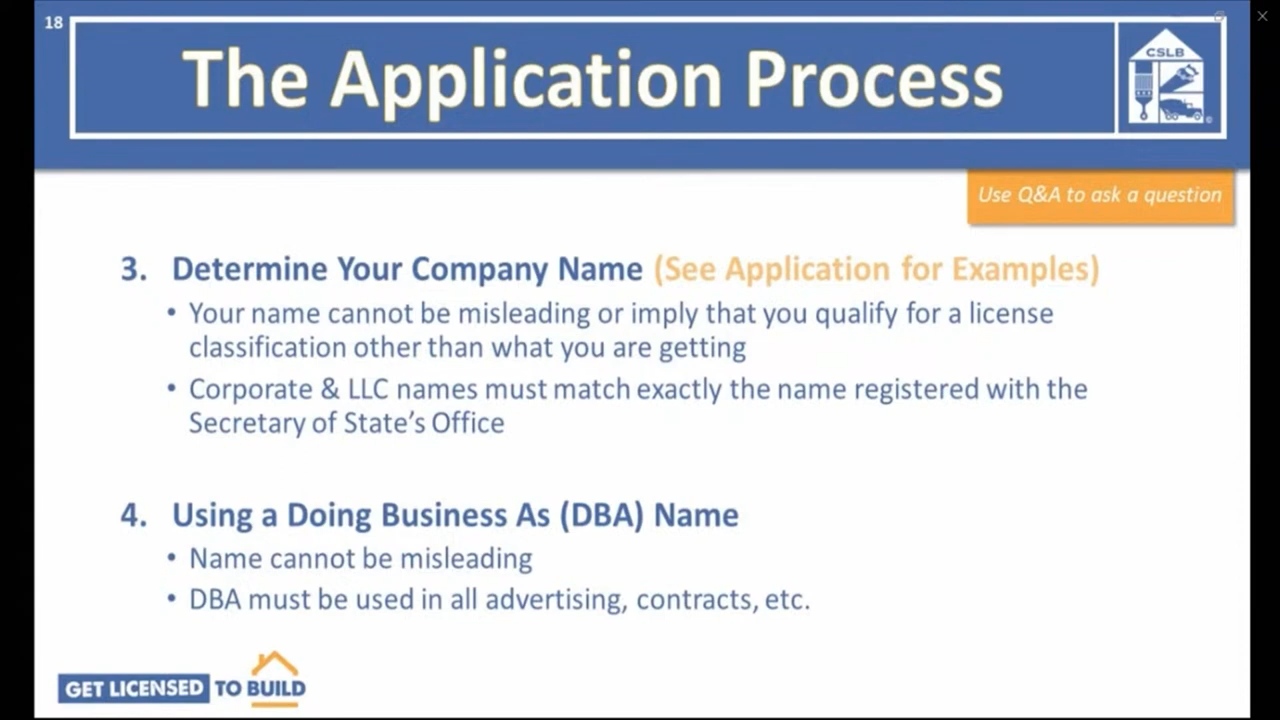 18
The Application Process
CSLB
Use Q&A to ask a question
3. Determine Your Company Name (See Application for Examples)
• Your name cannot be misleading or imply that you qualify for a license
classification other than what you are getting
• Corporate & LLC names must match exactly the name registered with the
Secretary of State’s Office
4. Using a Doing Business As (DBA) Name
• Name cannot be misleading
• DBA must be used in all advertising, contracts, etc.
GET LICENSED TO BUILD